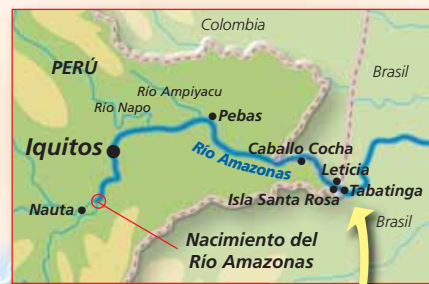 Colombia
PERÚ
Brasil
Río Ampiyacu
Río Napo
Pebas
Iquitos
Río Amazonas
Caballo Cocha
Leticia
Isla Santa Rosa
Tabatinga
Nauta
Brasil
Nacimiento del
Río Amazonas